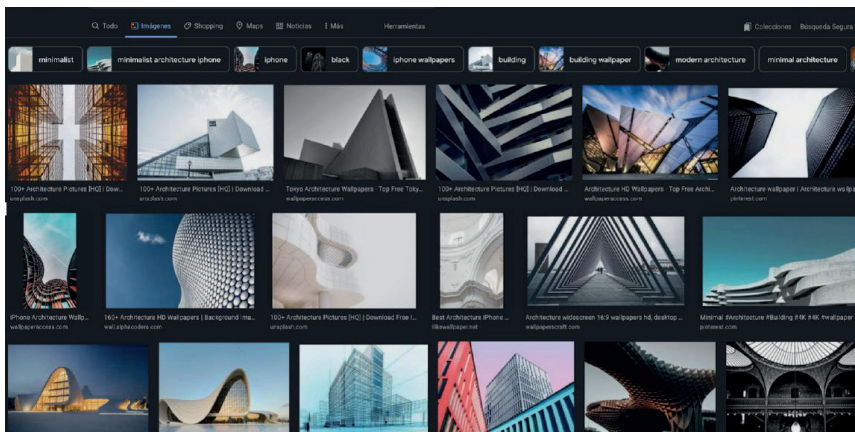 Todo Imágenes Shopping Maps Noticias Más Herramientas Colecciones Búsqueda Segura
minimalist minimalist architecture iphone iphone black iphone wallpapers building building wallpaper modern architecture minimal architecture
100+ Architecture Pictures [HQ] | Dow... 100+ Architecture Pictures [HQ] | Download ... Tokyo Architecture Wallpapers - Top Free Toky... 100+ Architecture Pictures [HQ] | Download ... Architecture HD Wallpapers - Top Free Archi... Architecture wallpaper | Architecture wallpa
unsplash.com unsplash.com wallpaperaccess.com unsplash.com wallpaperaccess.com pinterest.com
iPhone Architecture Wallp... 160+ Architecture HD Wallpapers | Background Ima... 100+ Architecture Pictures [HQ] | Download Free I... Best Architecture iPhone ... Architecture widescreen 16:9 wallpapers hd, desktop ... Minimal #Architecture #Building #4K #4K #wallpaper
wallpaperaccess.com wall.alphacoders.com unsplash.com ilikewallpaper.net wallpaperscraft.com pinterest.com